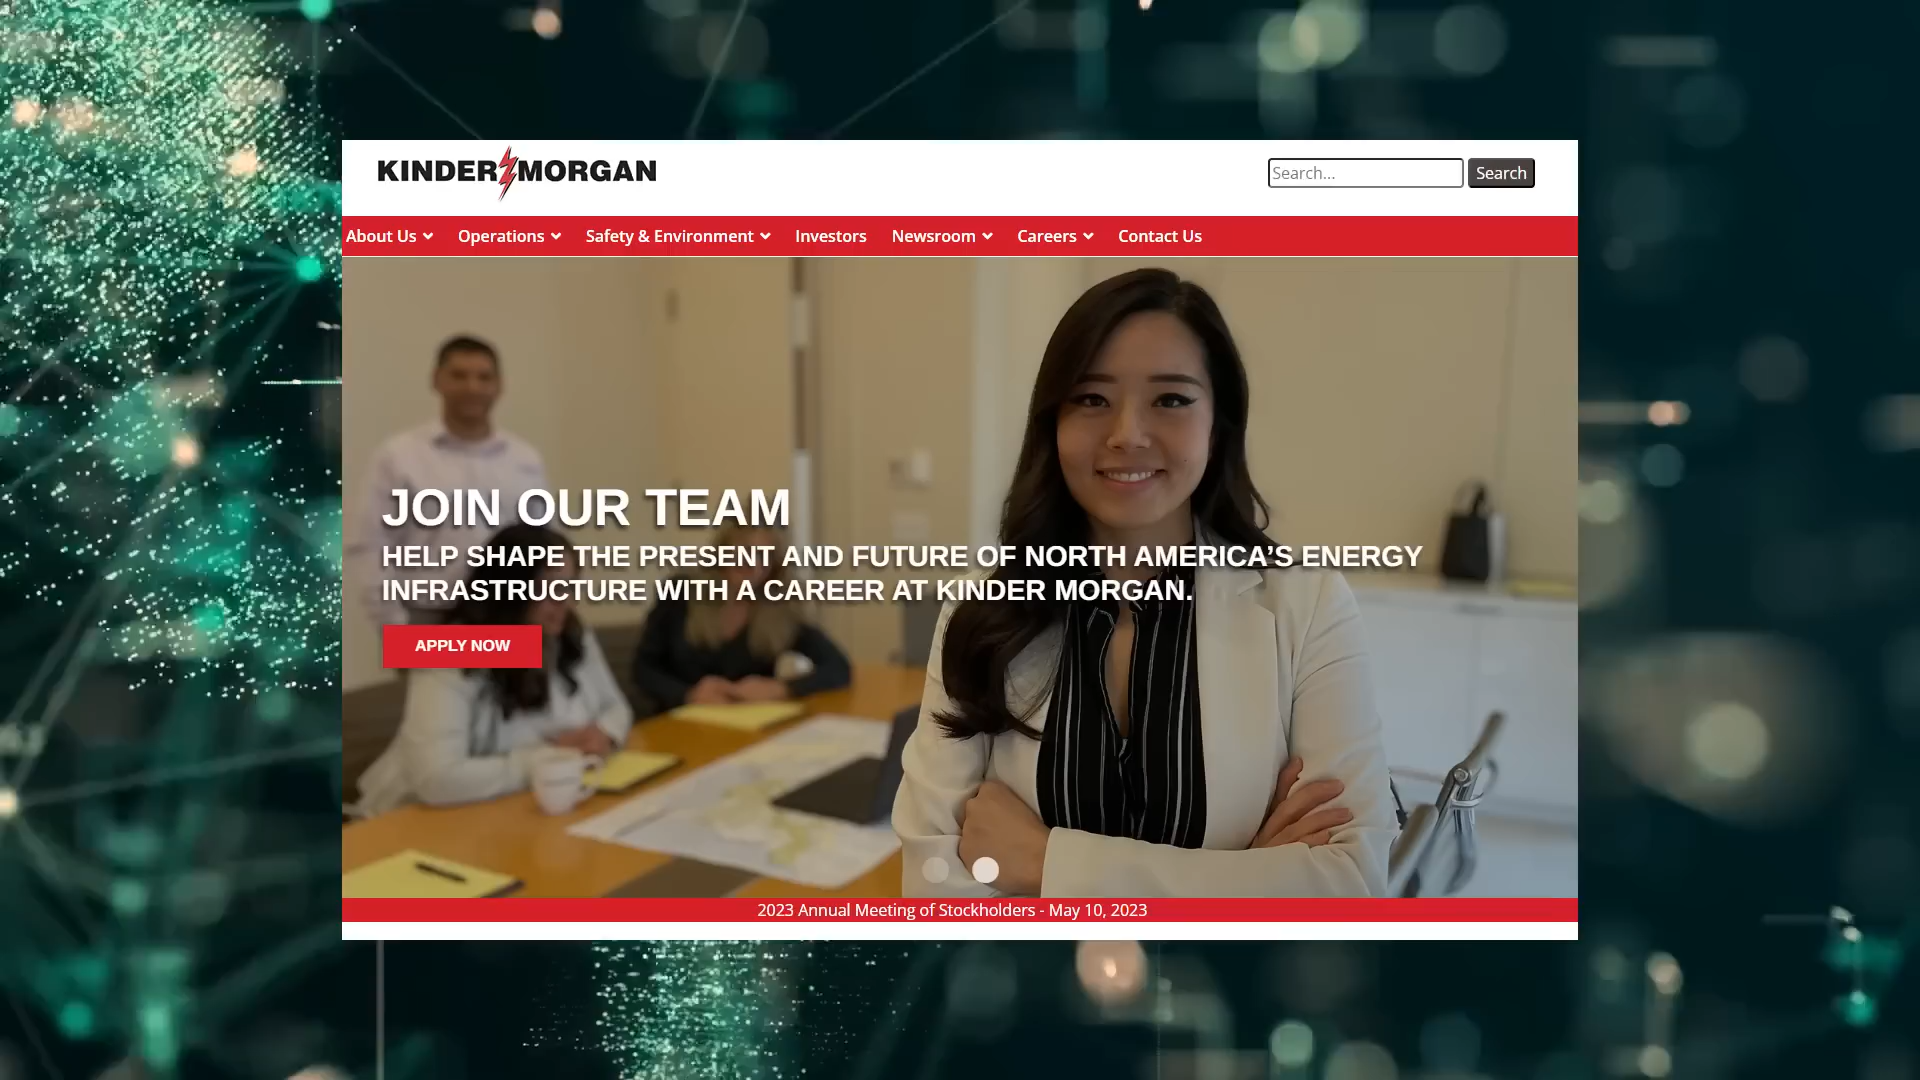 KINDER MORGAN
Search...
Search
About Us
Operations
Safety & Environment
Investors
Newsroom
Careers
Contact Us
JOIN OUR TEAM
HELP SHAPE THE PRESENT AND FUTURE OF NORTH AMERICA’S ENERGY
INFRASTRUCTURE WITH A CAREER AT KINDER MORGAN.
APPLY NOW
2023 Annual Meeting of Stockholders - May 10, 2023